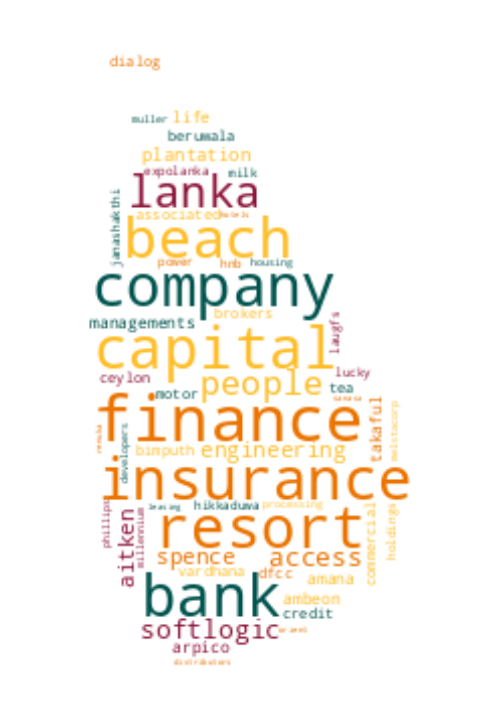 dialog
muller life
beruwala
plantation
expolanka milk
lanka
janashakthi
associated hotels
beach
power hnb housing
company
managements brokers
laugfs
capital
ceylon lucky
people tea
motor
finance
takaful
developers
bimputh engineering
insurance
phillips
aitken
millennium
leasing hikkaduwa processing
resort
commercial
holdings
spence access
vardhana dfcc amana
bank ambeon
credit
softlogic
arpico
distributors